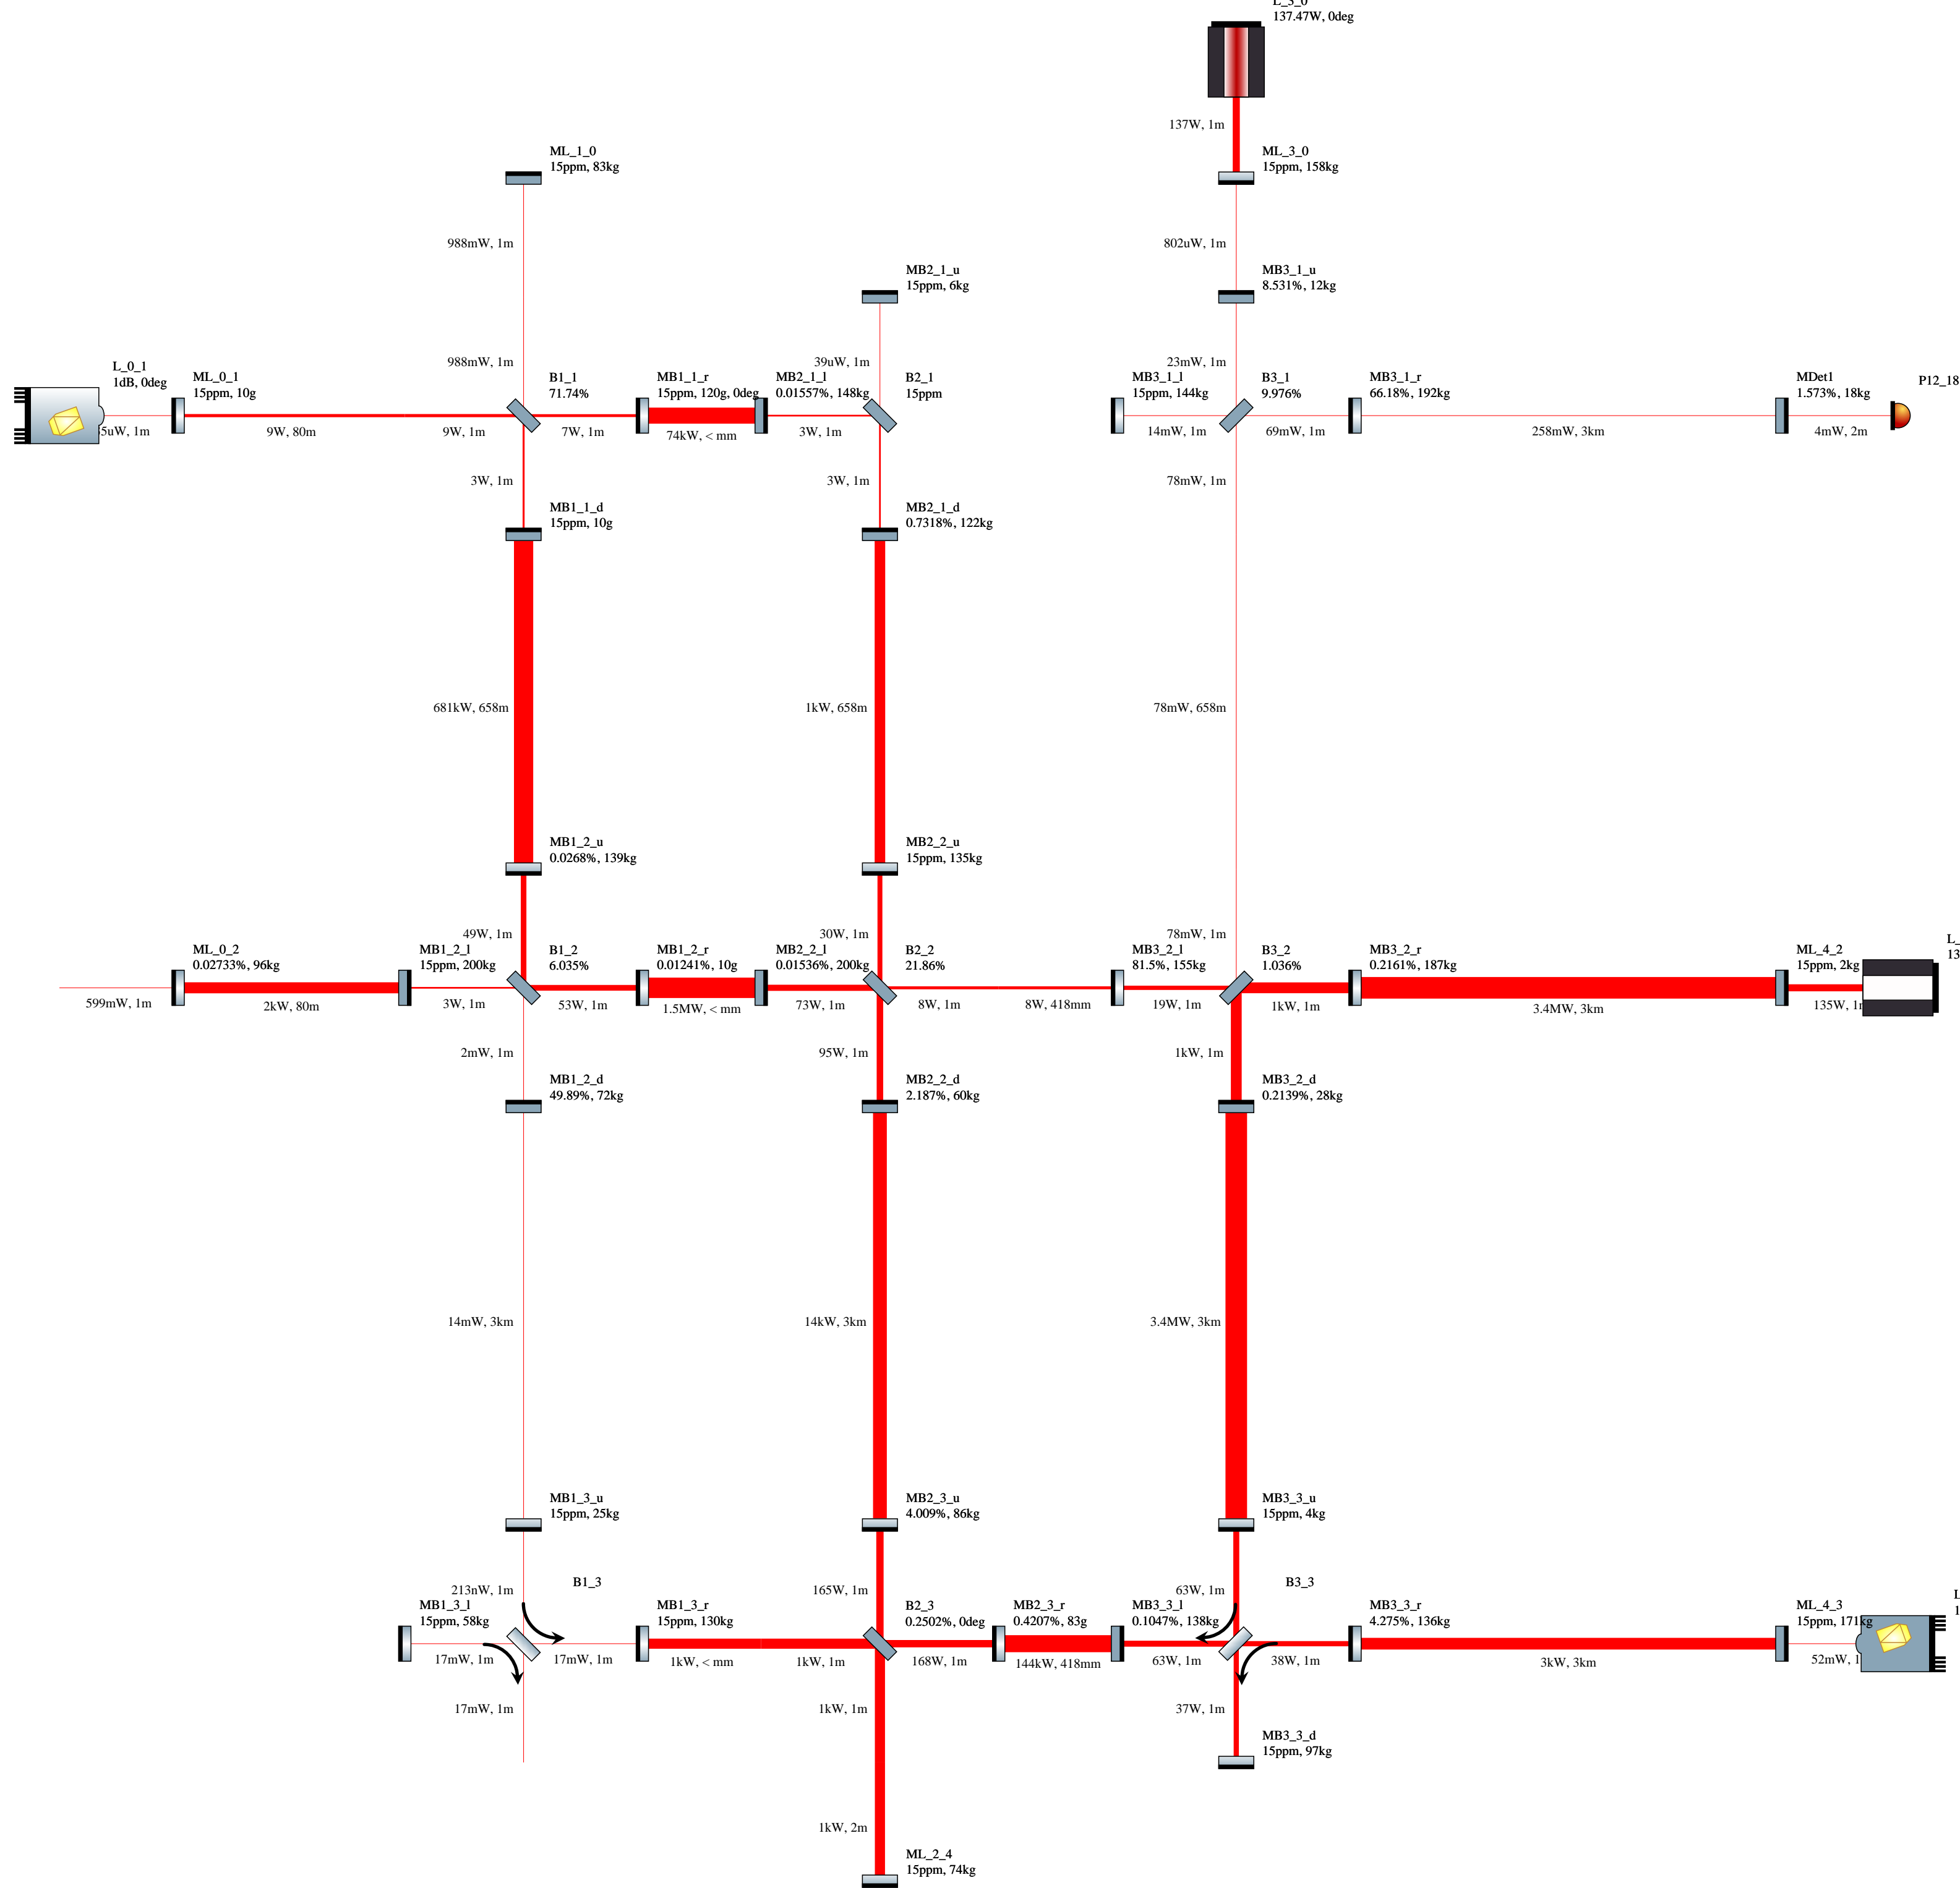 L_3_0
137.47W, 0deg
137W, 1m
ML_3_0
15ppm, 158kg
ML_1_0
15ppm, 83kg
988mW, 1m
802uW, 1m
MB2_1_u
15ppm, 6kg
MB3_1_u
8.531%, 12kg
988mW, 1m
39uW, 1m
23mW, 1m
L_0_1
1dB, 0deg
ML_0_1
15ppm, 10g
B1_1
71.74%
MB1_1_r
15ppm, 120g, 0deg
MB2_1_l
0.01557%, 148kg
B2_1
15ppm
MB3_1_l
15ppm, 144kg
B3_1
9.976%
MB3_1_r
66.18%, 192kg
MDet1
1.573%, 18kg
P12_18
5uW, 1m
9W, 80m
9W, 1m
7W, 1m
74kW, < mm
3W, 1m
14mW, 1m
69mW, 1m
258mW, 3km
4mW, 2m
3W, 1m
3W, 1m
78mW, 1m
MB1_1_d
15ppm, 10g
MB2_1_d
0.7318%, 122kg
681kW, 658m
1kW, 658m
78mW, 658m
MB1_2_u
0.0268%, 139kg
MB2_2_u
15ppm, 135kg
49W, 1m
30W, 1m
78mW, 1m
ML_0_2
0.02733%, 96kg
MB1_2_l
15ppm, 200kg
B1_2
6.035%
MB1_2_r
0.01241%, 10g
MB2_2_l
0.01536%, 200kg
B2_2
21.86%
MB3_2_l
81.5%, 155kg
B3_2
1.036%
MB3_2_r
0.2161%, 187kg
ML_4_2
15ppm, 2kg
L_
13
599mW, 1m
2kW, 80m
3W, 1m
53W, 1m
1.5MW, < mm
73W, 1m
8W, 1m
8W, 418mm
19W, 1m
1kW, 1m
3.4MW, 3km
135W, 1m
2mW, 1m
95W, 1m
1kW, 1m
MB1_2_d
49.89%, 72kg
MB2_2_d
2.187%, 60kg
MB3_2_d
0.2139%, 28kg
14mW, 3km
14kW, 3km
3.4MW, 3km
MB1_3_u
15ppm, 25kg
MB2_3_u
4.009%, 86kg
MB3_3_u
15ppm, 4kg
213nW, 1m
B1_3
165W, 1m
63W, 1m
B3_3
MB1_3_l
15ppm, 58kg
MB1_3_r
15ppm, 130kg
B2_3
0.2502%, 0deg
MB2_3_r
0.4207%, 83g
MB3_3_l
0.1047%, 138kg
MB3_3_r
4.275%, 136kg
ML_4_3
15ppm, 171kg
L
1
17mW, 1m
17mW, 1m
1kW, < mm
1kW, 1m
168W, 1m
144kW, 418mm
63W, 1m
38W, 1m
3kW, 3km
52mW, 1
17mW, 1m
1kW, 1m
37W, 1m
MB3_3_d
15ppm, 97kg
1kW, 2m
ML_2_4
15ppm, 74kg